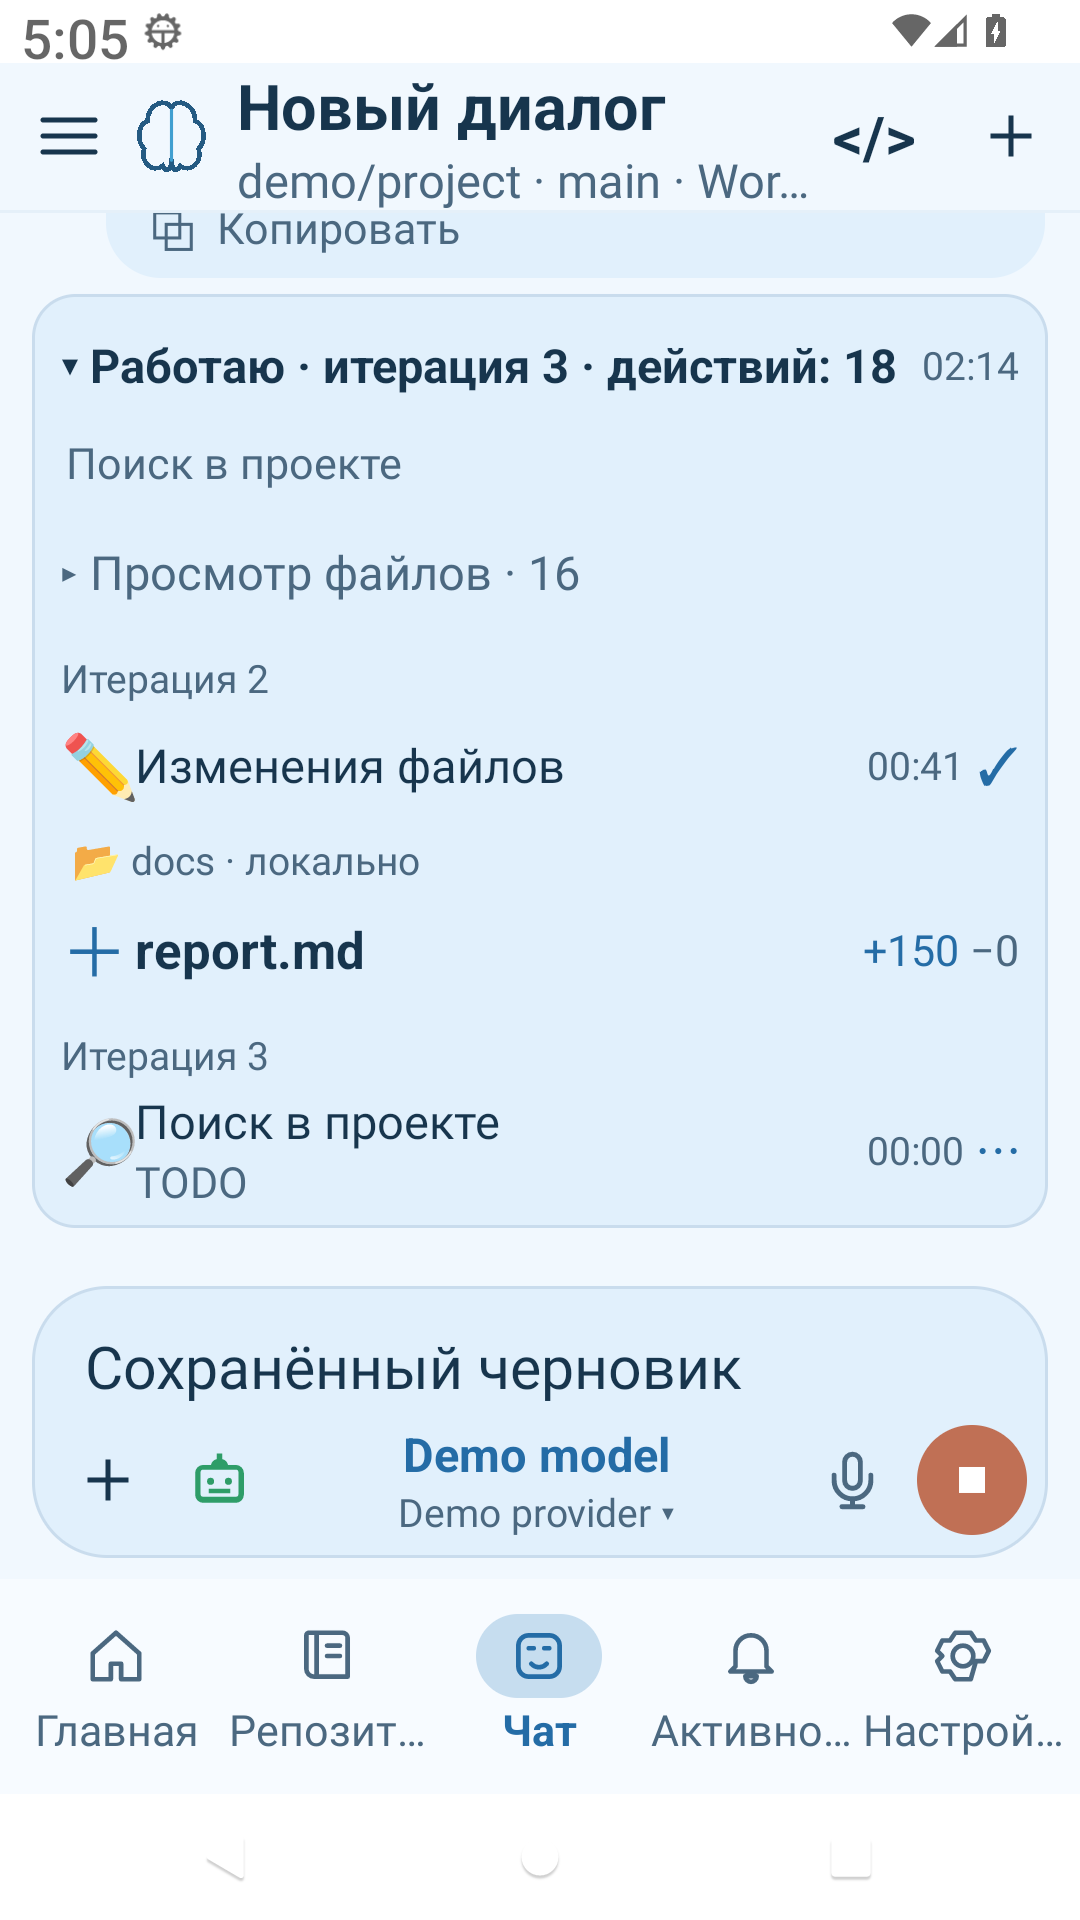 5:05
Новый диалог
demo/project · main · Wor...
</>
Копировать
Работаю · итерация 3 · действий: 18 02:14
Поиск в проекте
Просмотр файлов · 16
Итерация 2
Изменения файлов 00:41
docs · локально
report.md +150 −0
Итерация 3
Поиск в проекте
TODO
00:00
Сохранённый черновик
Demo model
Demo provider
Главная Репозит... Чат Активно... Настрой...